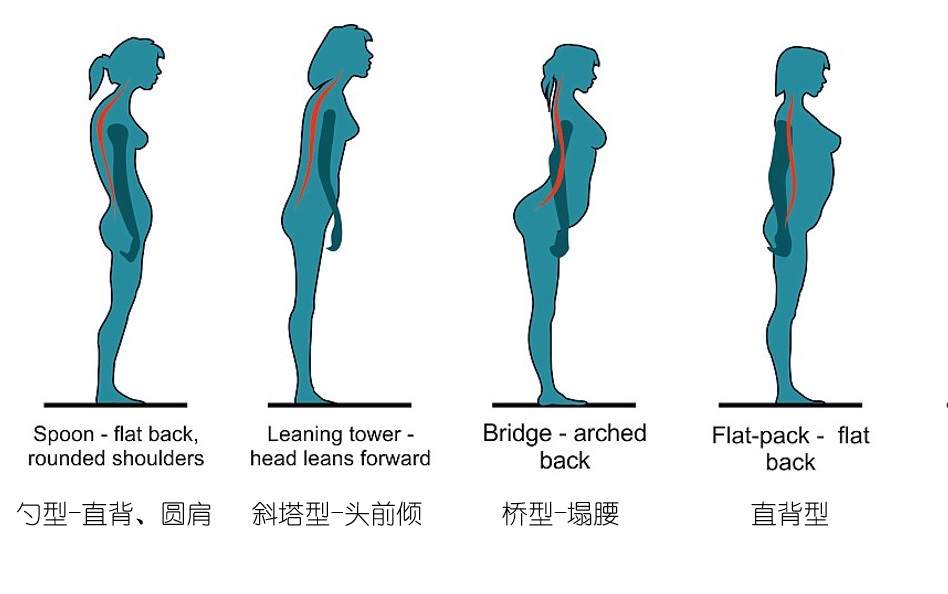 Spoon - flat back,
rounded shoulders
勺型-直背、圆肩
Leaning tower -
head leans forward
斜塔型-头前倾
Bridge - arched
back
桥型-塌腰
Flat-pack - flat
back
直背型